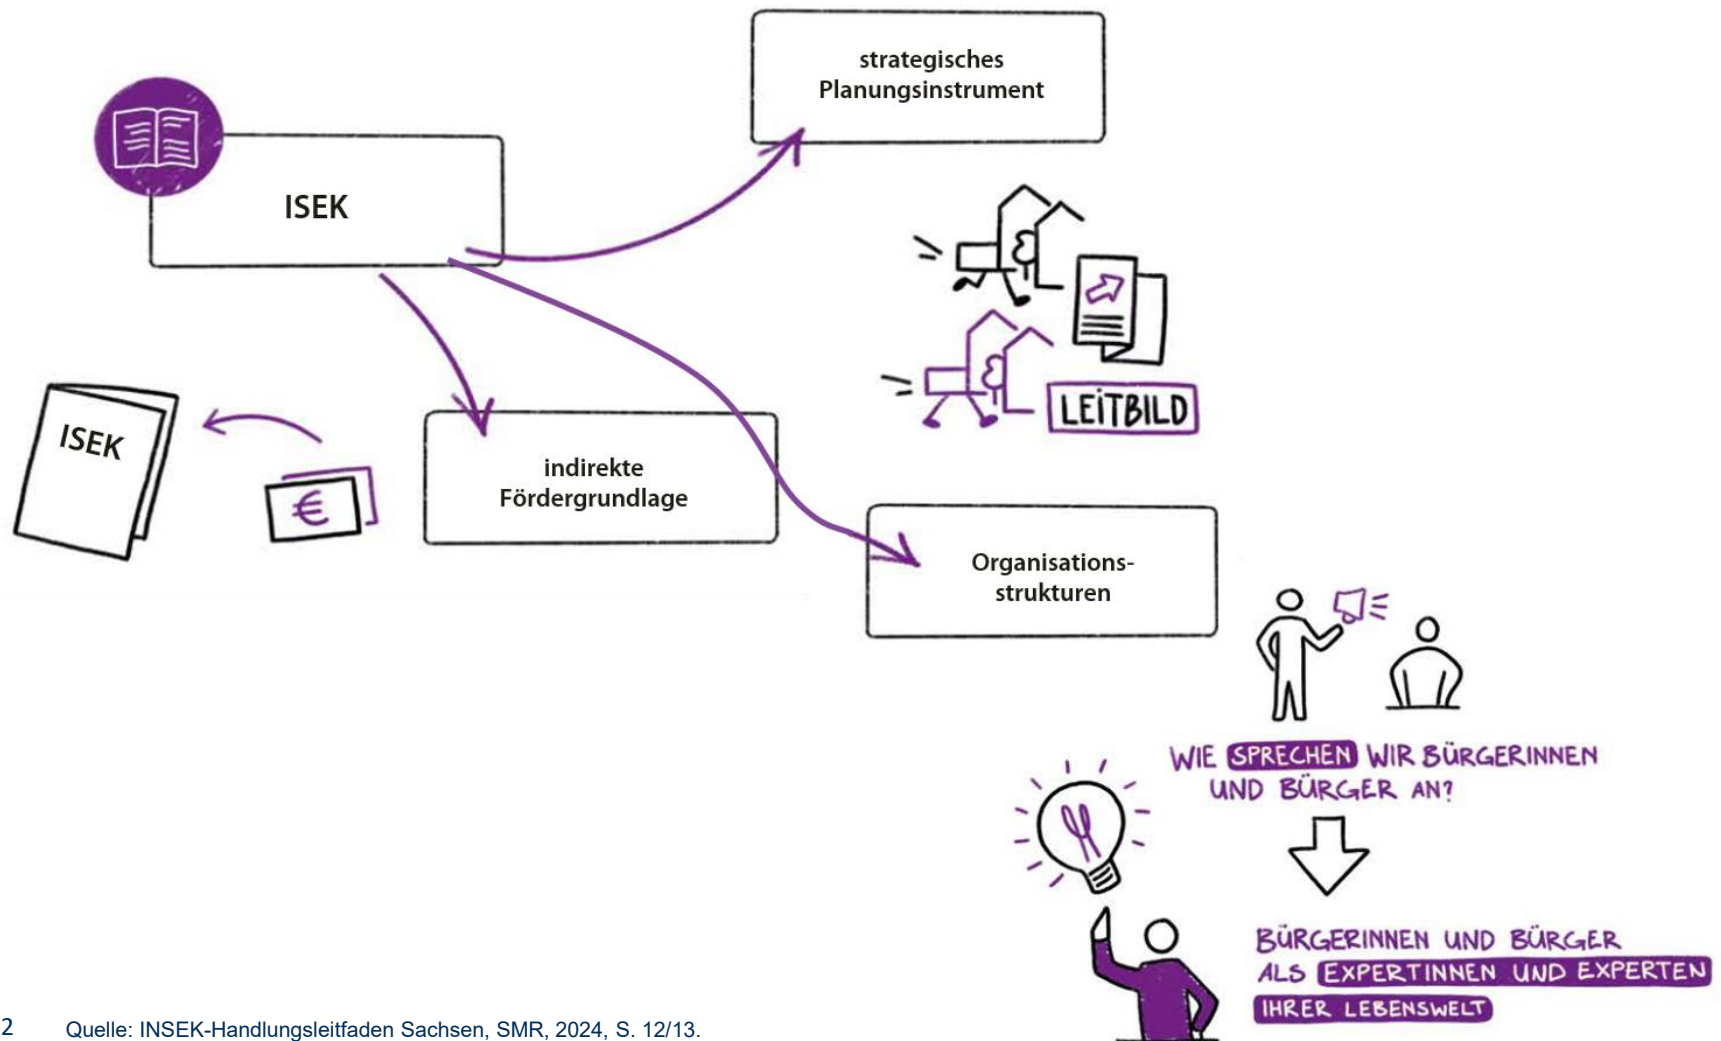 strategisches
Planungsinstrument
ISEK
LEITBILD
ISEK
€
indirekte
Fördergrundlage
Organisations-
strukturen
WIE SPRECHEN WIR BÜRGERINNEN
UND BÜRGER AN?
BÜRGERINNEN UND BÜRGER
ALS EXPERTINNEN UND EXPERTEN
IHRER LEBENSWELT
2 Quelle: INSEK-Handlungsleitfaden Sachsen, SMR, 2024, S. 12/13.